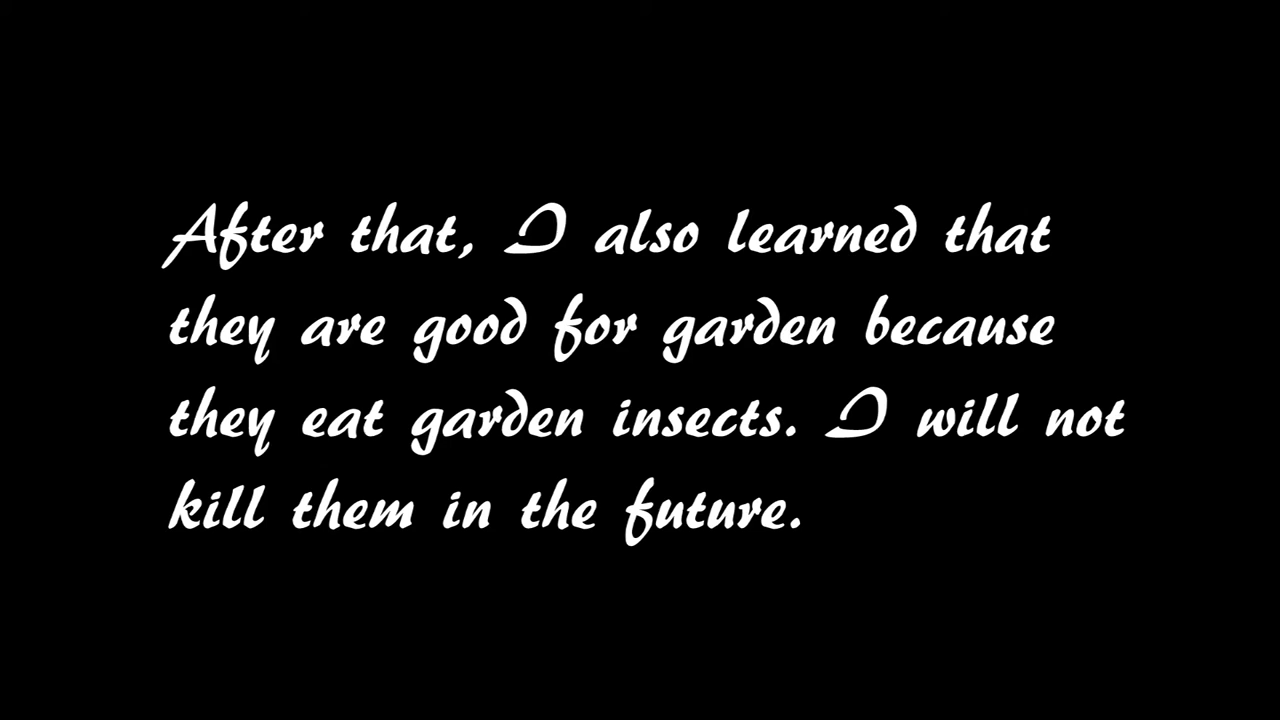 After that, I also learned that
they are good for garden because
they eat garden insects. I will not
kill them in the future.